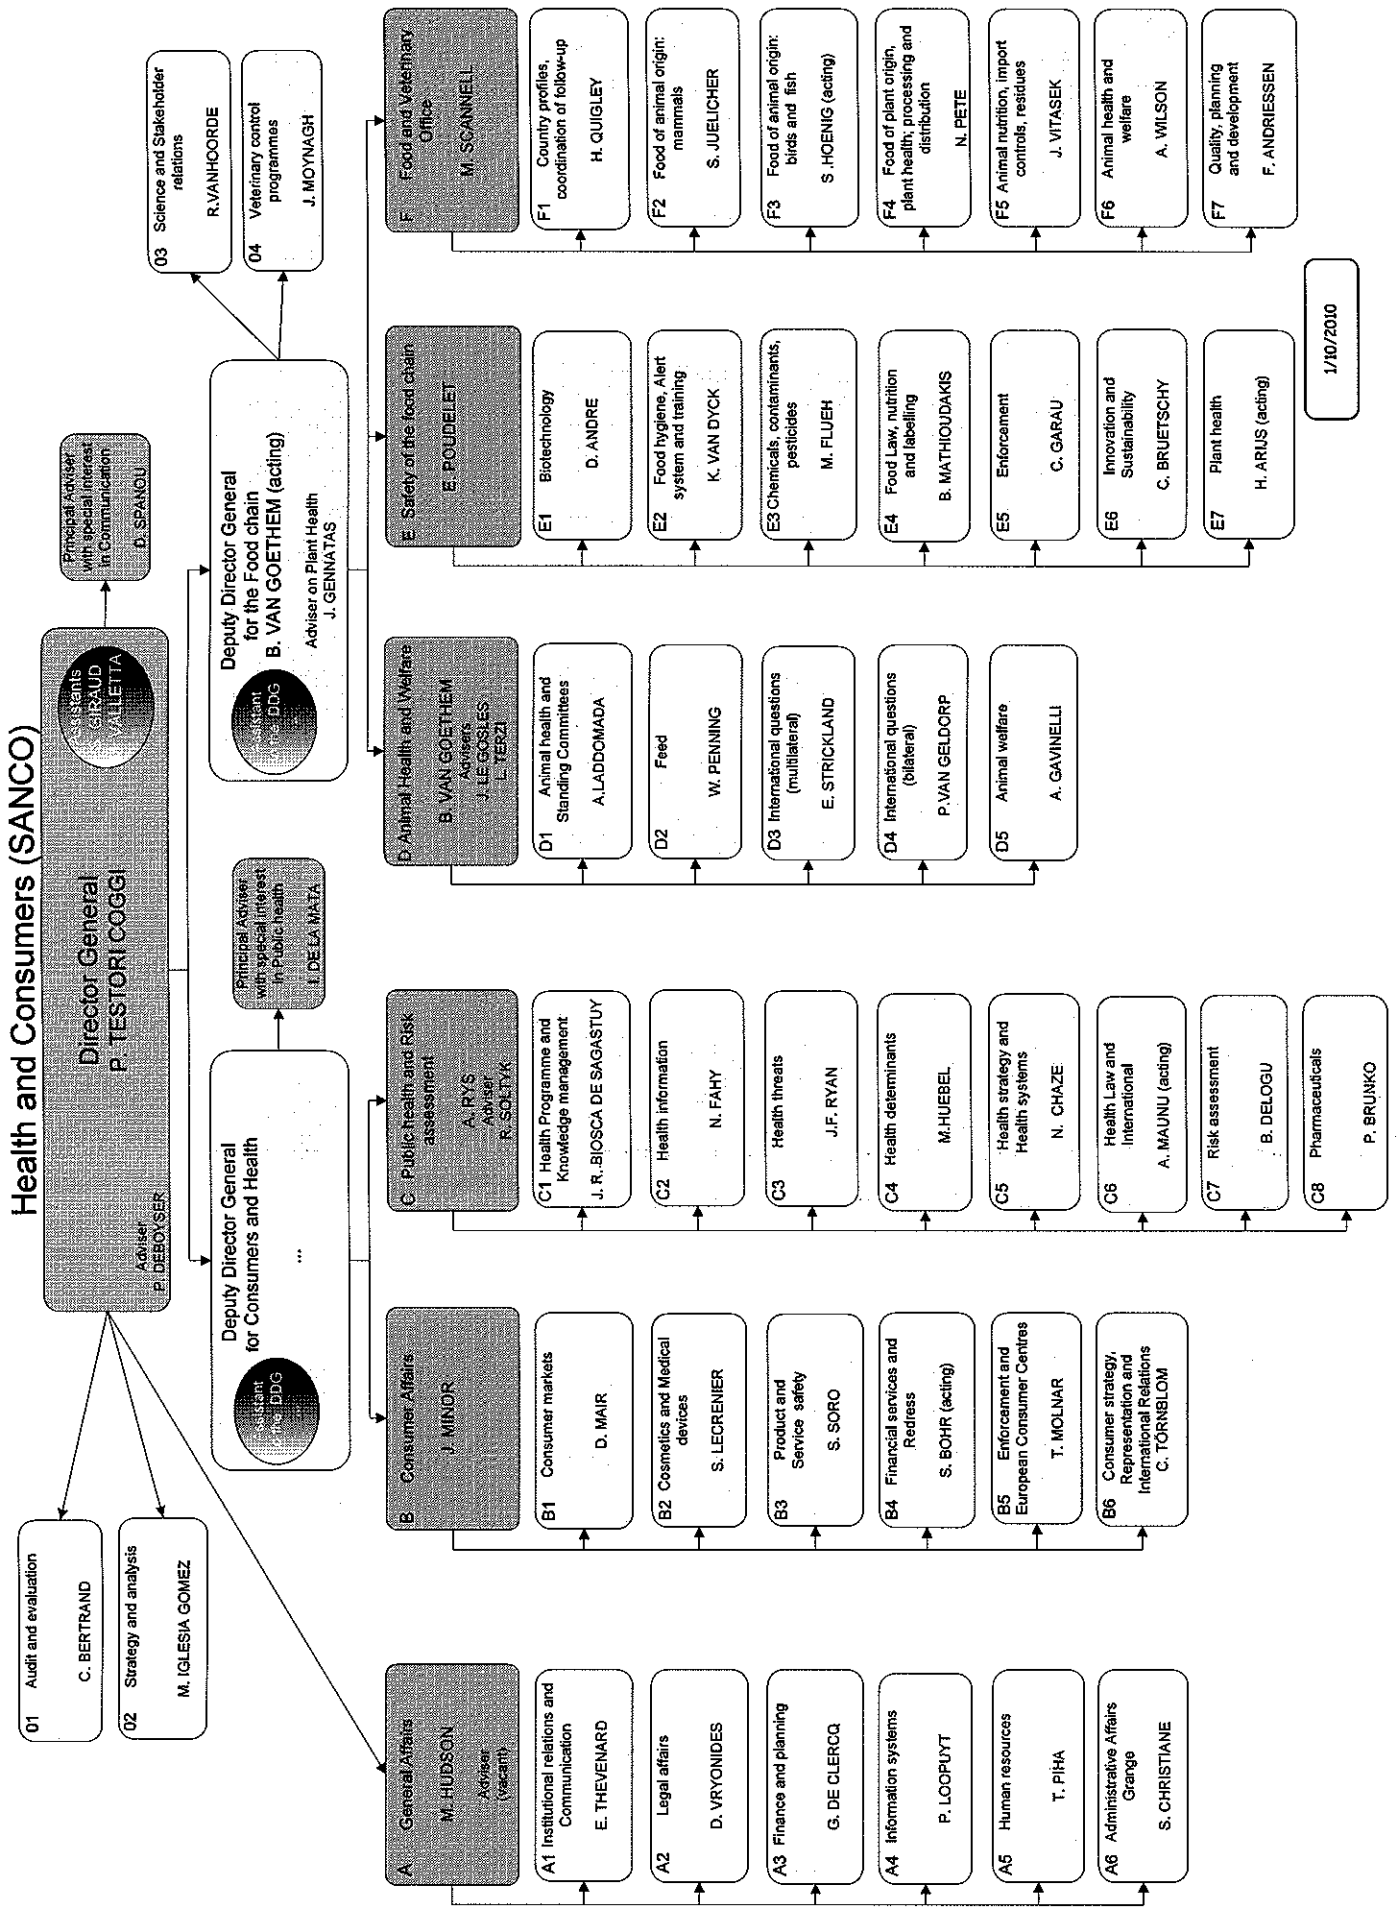 Health and Consumers (SANCO)
Director General
P. TESTORI COGGI
Adviser
P. DEBOYSER
GIRAUD
VALLETTA
Principal Adviser
with special interest
in Communication
D. SPANOU
01 Audit and evaluation
C. BERTRAND
02 Strategy and analysis
M. IGLESIA GOMEZ
Deputy Director General
for Consumers and Health
...
DDG
Principal Adviser
with special interest
in Public health
I. DE LA MATA
Deputy Director General
for the Food chain
B. VAN GOETHEM (acting)
Adviser on Plant Health
J. GENNATAS
DDG
03 Science and Stakeholder
relations
R.VANHOORDE
04 Veterinary control
programmes
J. MOYNAGH
A General Affairs
M. HUDSON
Adviser
(vacant)
A1 Institutional relations and
Communication
E. THEVENARD
A2 Legal affairs
D. VRYONIDES
A3 Finance and planning
G. DE CLERCQ
A4 Information systems
P. LOOPUYT
A5 Human resources
T. PIHA
A6 Administrative Affairs
Grange
S. CHRISTIANE
B Consumer Affairs
J. MINOR
B1 Consumer markets
D. MAIR
B2 Cosmetics and Medical
devices
S. LECRENIER
B3 Product and
Service safety
S. SORO
B4 Financial services and
Redress
S. BOHR (acting)
B5 Enforcement and
European Consumer Centres
T. MOLNAR
B6 Consumer strategy,
Representation and
International Relations
C. TÖRNBLOM
C Public health and Risk
assessment
A. RYS
Adviser
R. SOLTYK
C1 Health Programme and
Knowledge management
J. R. BIOSCA DE SAGASTUY
C2 Health information
N. FAHY
C3 Health threats
J.F. RYAN
C4 Health determinants
M.HUEBEL
C5 Health strategy and
Health systems
N. CHAZE
C6 Health Law and
International
A. MAUNU (acting)
C7 Risk assessment
B. DELOGU
C8 Pharmaceuticals
P. BRUNKO
D Animal Health and Welfare
B. VAN GOETHEM
Advisers
J. LE GOSLES
L. TERZI
D1 Animal health and
Standing Committees
A.LADDOMADA
D2 Feed
W. PENNING
D3 International questions
(multilateral)
E. STRICKLAND
D4 International questions
(bilateral)
P.VAN GELDORP
D5 Animal welfare
A. GAVINELLI
E Safety of the food chain
E. POUDELET
E1 Biotechnology
D. ANDRE
E2 Food hygiene, Alert
system and training
K. VAN DYCK
E3 Chemicals, contaminants,
pesticides
M. FLUEH
E4 Food Law, nutrition
and labelling
B. MATHIOUDAKIS
E5 Enforcement
C. GARAU
E6 Innovation and
Sustainability
C. BRUETSCHY
E7 Plant health
H. ARIJS (acting)
F Food and Veterinary
Office
M. SCANNELL
F1 Country profiles,
coordination of follow-up
H. QUIGLEY
F2 Food of animal origin:
mammals
S. JUELICHER
F3 Food of animal origin:
birds and fish
S .HOENIG (acting)
F4 Food of plant origin,
plant health; processing and
distribution
N. PETE
F5 Animal nutrition, import
controls, residues
J. VITASEK
F6 Animal health and
welfare
A. WILSON
F7 Quality, planning
and development
F. ANDRIESSEN
1/10/2010